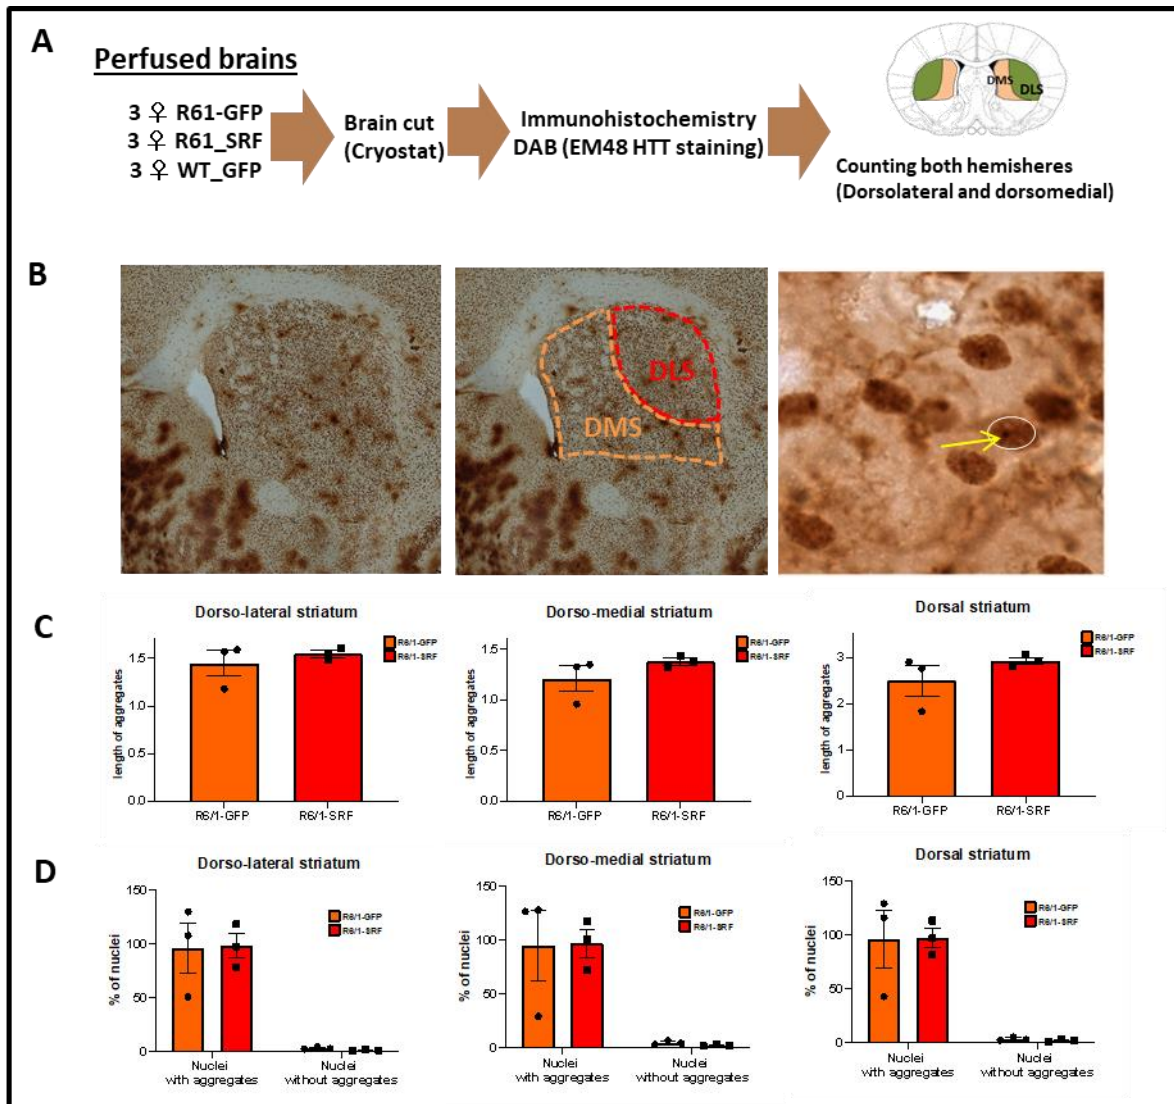 A
Perfused brains
3 ♀ R61-GFP
3 ♀ R61_SRF
3 ♀ WT_GFP
Brain cut
(Cryostat)
Immunohistochemistry
DAB (EM48 HTT staining)
DMS
DLS
Counting both hemisheres
(Dorsolateral and dorsomedial)
B
DLS
DMS
C
Dorso-lateral striatum
R6/1-GFP
R6/1-SRF
length of aggregates
1.5
1.0
0.5
0.0
R6/1-GFP
R6/1-SRF
Dorso-medial striatum
R6/1-GFP
R6/1-SRF
length of aggregates
1.5
1.0
0.5
0.0
R6/1-GFP
R6/1-SRF
Dorsal striatum
R6/1-GFP
R6/1-SRF
length of aggregates
3
2
1
0
R6/1-GFP
R6/1-SRF
D
Dorso-lateral striatum
R6/1-GFP
R6/1-SRF
% of nuclei
150
100
50
0
Nuclei
with aggregates
Nuclei
without aggregates
Dorso-medial striatum
R6/1-GFP
R6/1-SRF
% of nuclei
150
100
50
0
Nuclei
with aggregates
Nuclei
without aggregates
Dorsal striatum
R6/1-GFP
R6/1-SRF
% of nuclei
150
100
50
0
Nuclei
with aggregates
Nuclei
without aggregates